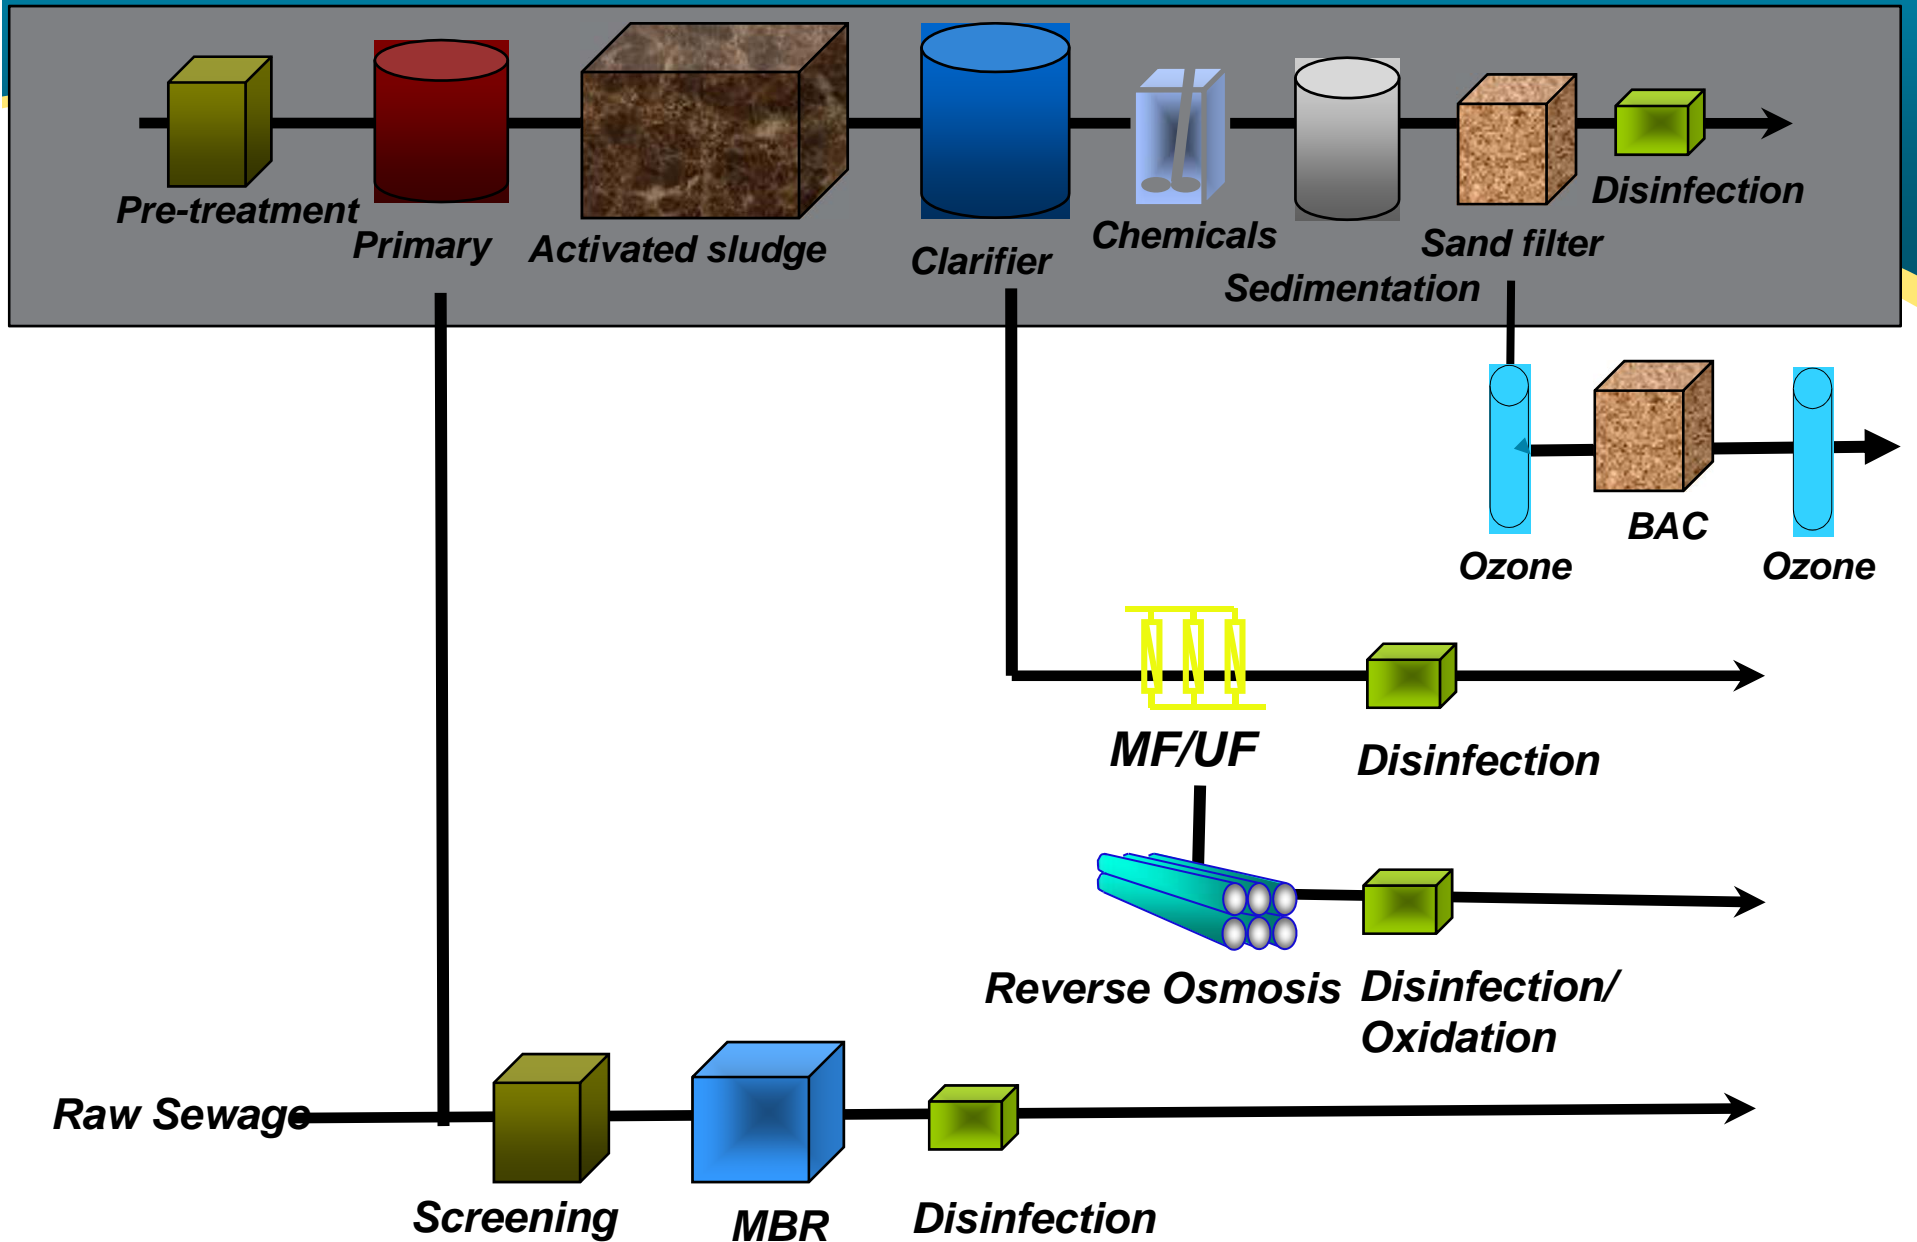 Pre-treatment
Primary
Activated sludge
Clarifier
Chemicals
Sedimentation
Sand filter
Disinfection
Ozone
BAC
Ozone
MF/UF
Disinfection
Reverse Osmosis
Disinfection/
Oxidation
Raw Sewage
Screening
MBR
Disinfection